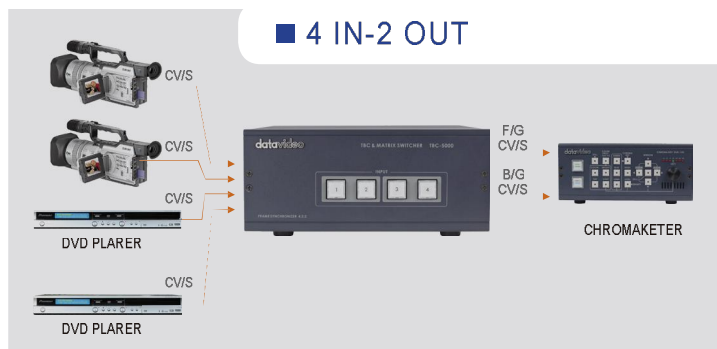 4 IN-2 OUT
CV/S
CV/S
CV/S
DVD PLARER
CV/S
DVD PLARER
datavideo
TBC & MATRIX SWITCHER TBC-5000
INPUT
1 2 3 4
F/G
CV/S
B/G
CV/S
datavideo
CHROMAKETER